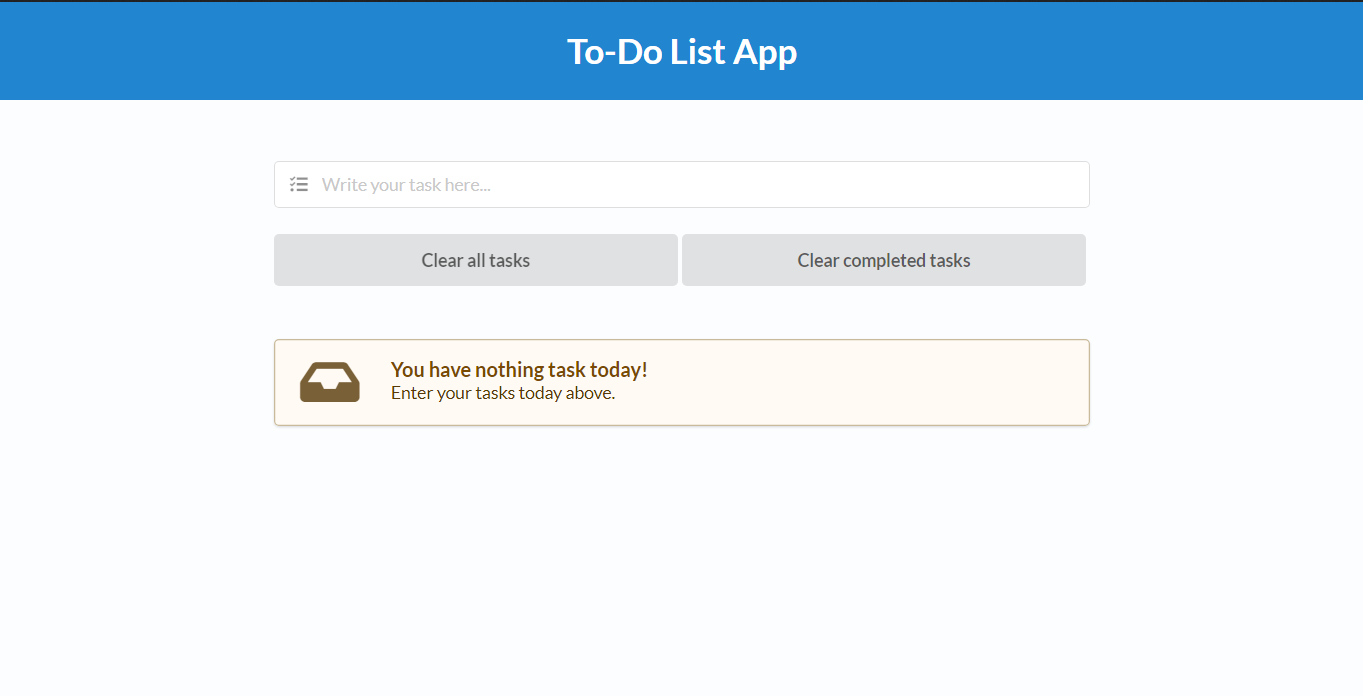 To-Do List App
Write your task here...
Clear all tasks
Clear completed tasks
You have nothing task today!
Enter your tasks today above.